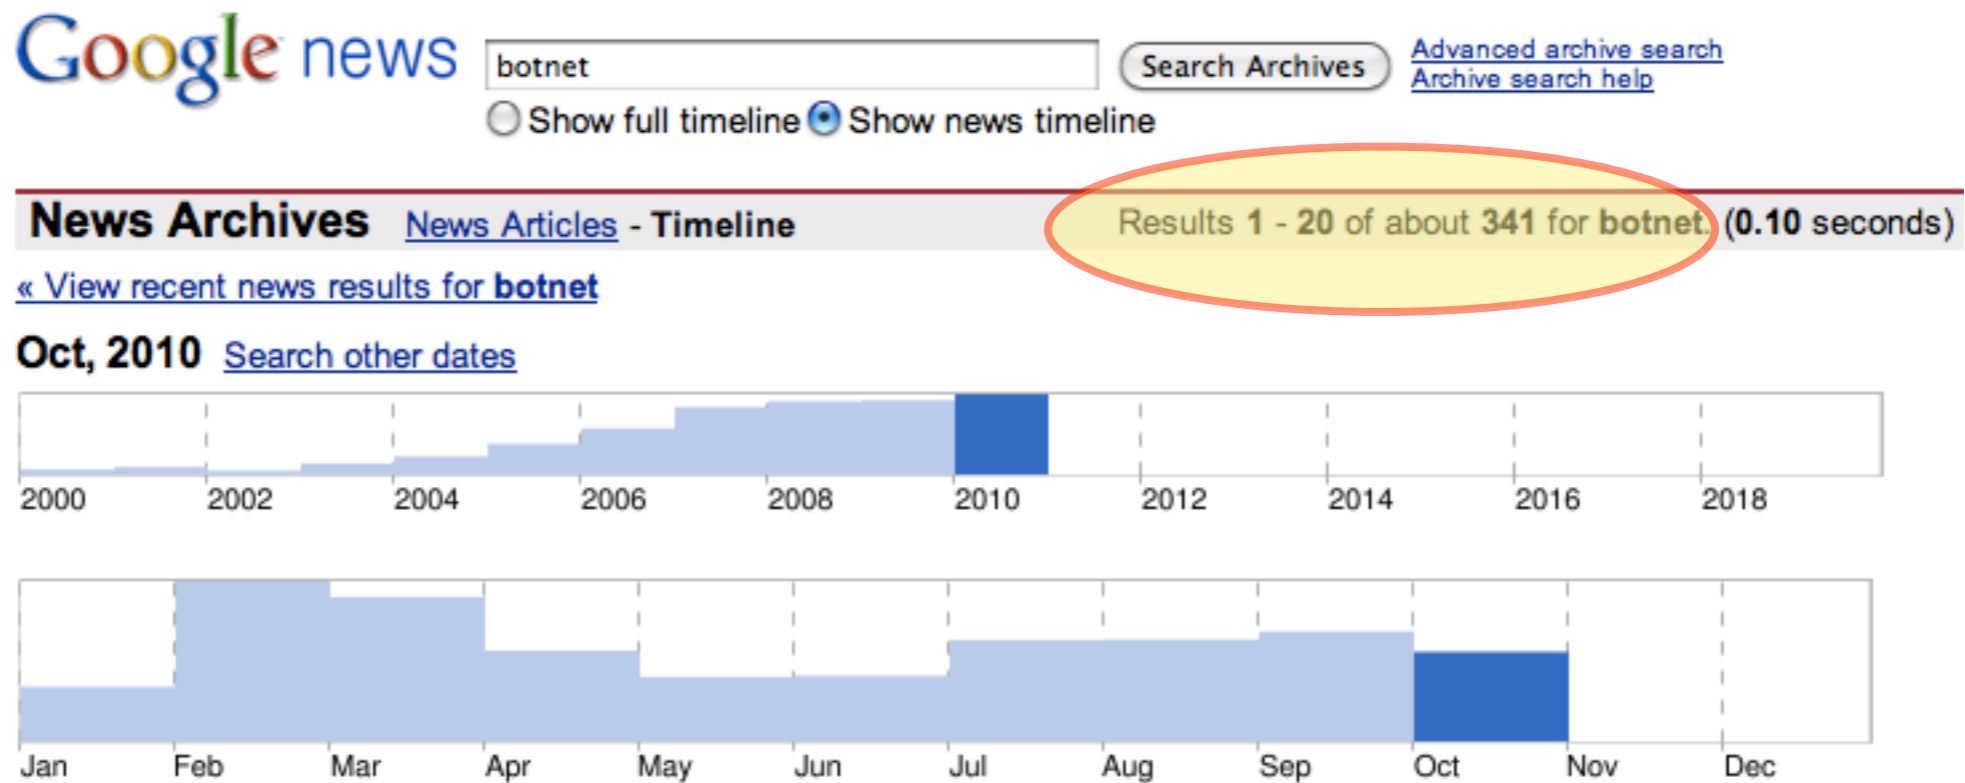 Google news
botnet
Search Archives
Advanced archive search
Archive search help
Show full timeline Show news timeline
News Archives News Articles - Timeline Results 1 - 20 of about 341 for botnet. (0.10 seconds)
« View recent news results for botnet
Oct, 2010 Search other dates
2000 2002 2004 2006 2008 2010 2012 2014 2016 2018
Jan Feb Mar Apr May Jun Jul Aug Sep Oct Nov Dec